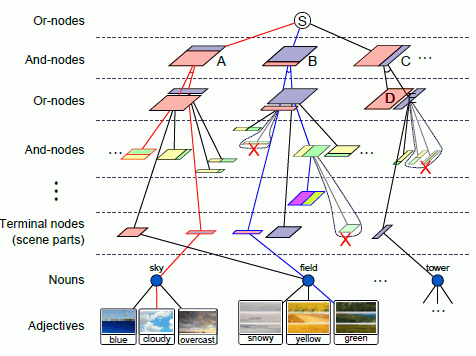 Or-nodes
S
And-nodes
A
B
C
...
Or-nodes
D
E
And-nodes
...
...
Terminal nodes
(scene parts)
Nouns
sky
field
...
tower
Adjectives
blue
cloudy
overcast
snowy
yellow
green
...